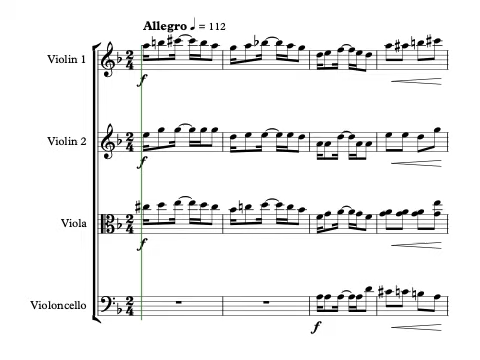 Allegro ♩ = 112
Violin 1
f
Violin 2
f
Viola
f
Violoncello
f